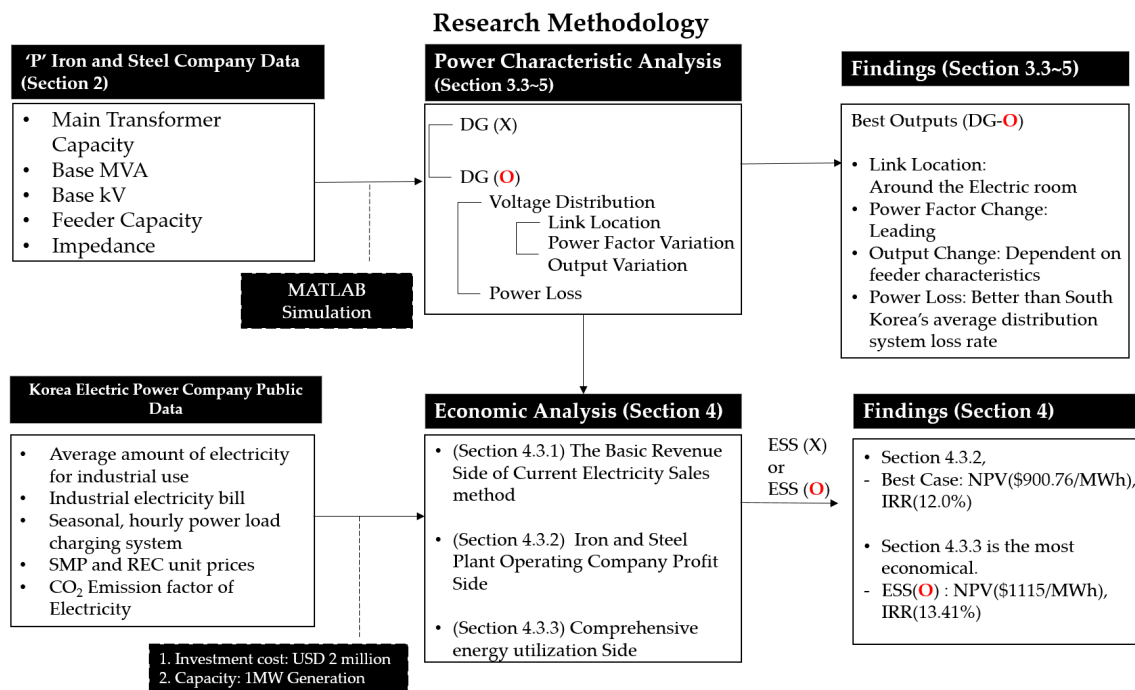 Research Methodology
'P' Iron and Steel Company Data
(Section 2)
• Main Transformer
Capacity
• Base MVA
• Base kV
• Feeder Capacity
• Impedance
MATLAB
Simulation
Power Characteristic Analysis
(Section 3.3~5)
DG (X)
DG (O)
Voltage Distribution
Link Location
Power Factor Variation
Output Variation
Power Loss
Findings (Section 3.3~5)
Best Outputs (DG-O)
• Link Location:
Around the Electric room
• Power Factor Change:
Leading
• Output Change: Dependent on
feeder characteristics
• Power Loss: Better than South
Korea's average distribution
system loss rate
Korea Electric Power Company Public
Data
• Average amount of electricity
for industrial use
• Industrial electricity bill
• Seasonal, hourly power load
charging system
• SMP and REC unit prices
• CO₂ Emission factor of
Electricity
1. Investment cost: USD 2 million
2. Capacity: 1MW Generation
Economic Analysis (Section 4)
• (Section 4.3.1) The Basic Revenue
Side of Current Electricity Sales
method
• (Section 4.3.2) Iron and Steel
Plant Operating Company Profit
Side
• (Section 4.3.3) Comprehensive
energy utilization Side
ESS (X)
or
ESS (O)
Findings (Section 4)
• Section 4.3.2,
- Best Case: NPV($900.76/MWh),
IRR(12.0%)
• Section 4.3.3 is the most
economical.
- ESS(O) : NPV($1115/MWh),
IRR(13.41%)